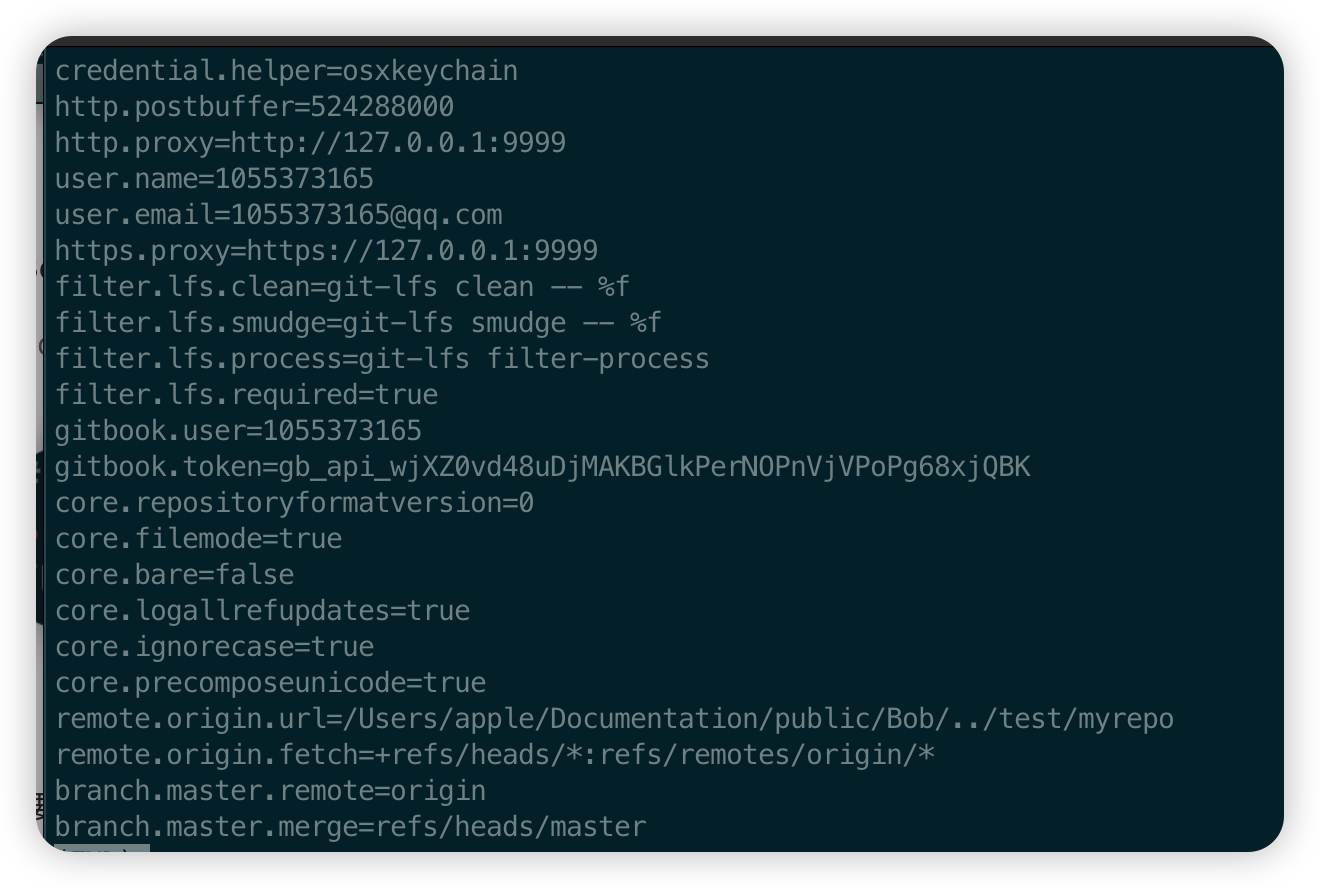 credential.helper=osxkeychain
http.postbuffer=524288000
http.proxy=http://127.0.0.1:9999
user.name=1055373165
user.email=1055373165@qq.com
https.proxy=https://127.0.0.1:9999
filter.lfs.clean=git-lfs clean -- %f
filter.lfs.smudge=git-lfs smudge -- %f
filter.lfs.process=git-lfs filter-process
filter.lfs.required=true
gitbook.user=1055373165
gitbook.token=gb_api_wjXZ0vd48uDjMAKBGlkPerNOPnVjVPoPg68xjQBK
core.repositoryformatversion=0
core.filemode=true
core.bare=false
core.logallrefupdates=true
core.ignorecase=true
core.precomposeunicode=true
remote.origin.url=/Users/apple/Documentation/public/Bob/../test/myrepo
remote.origin.fetch=+refs/heads/*:refs/remotes/origin/*
branch.master.remote=origin
branch.master.merge=refs/heads/master